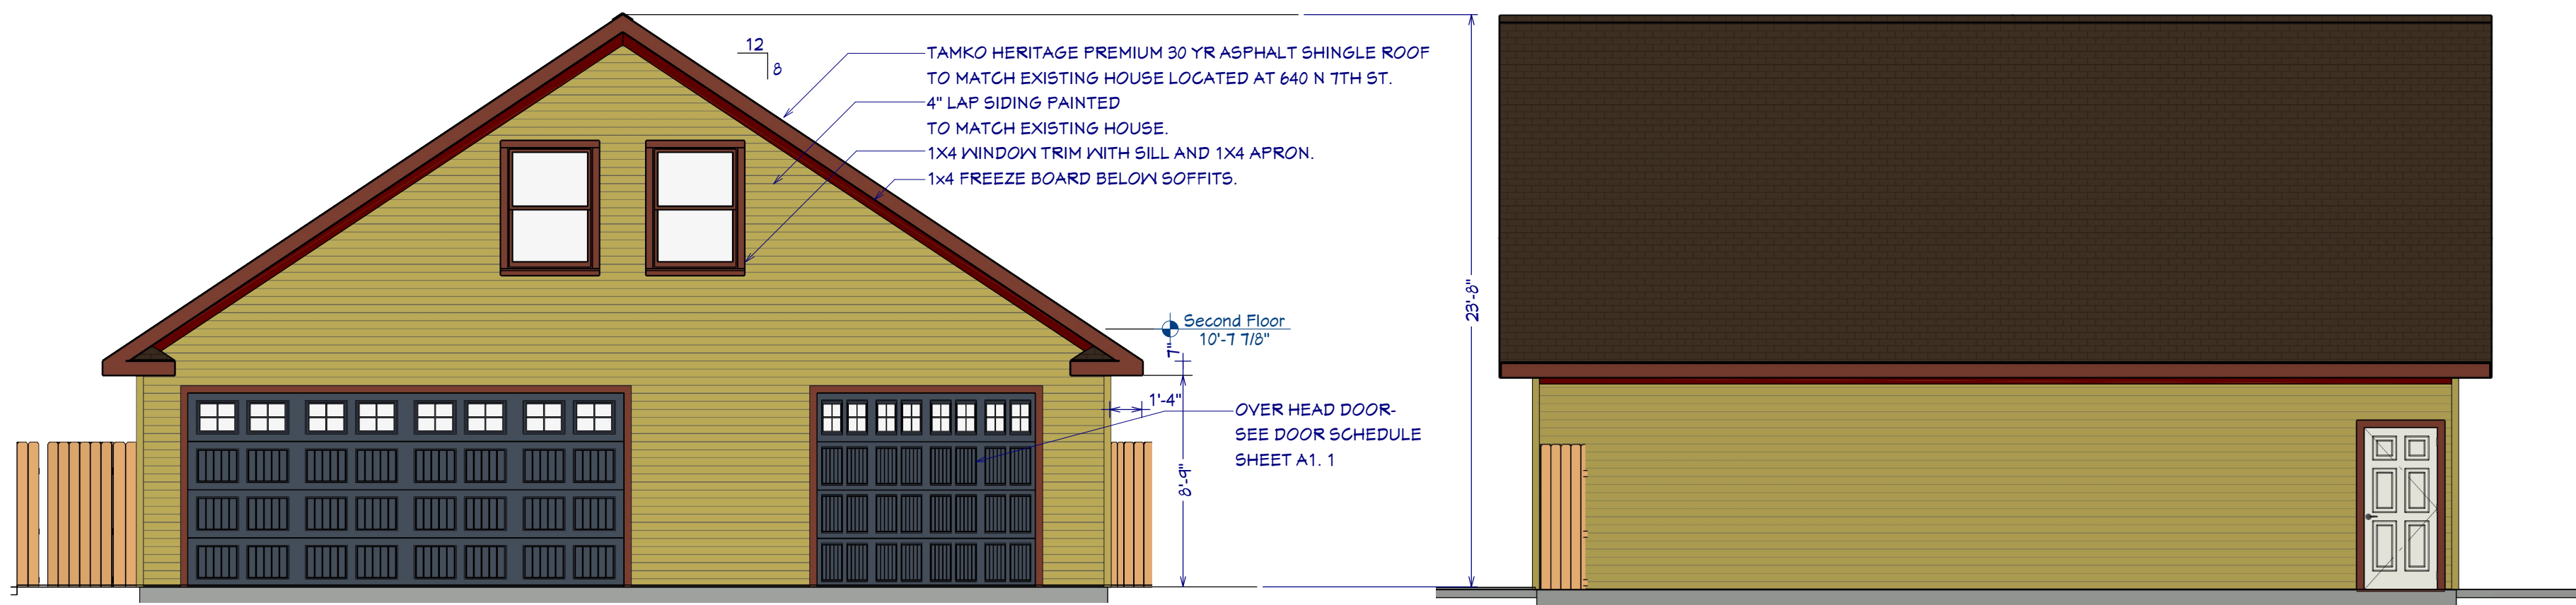 12
8
TAMKO HERITAGE PREMIUM 30 YR ASPHALT SHINGLE ROOF
TO MATCH EXISTING HOUSE LOCATED AT 640 N 7TH ST.
4" LAP SIDING PAINTED
TO MATCH EXISTING HOUSE.
1X4 WINDOW TRIM WITH SILL AND 1X4 APRON.
1x4 FREEZE BOARD BELOW SOFFITS.
23'-8"
Second Floor
10'-7 7/8"
7"
1'-4"
8'-9"
OVER HEAD DOOR-
SEE DOOR SCHEDULE
SHEET A1. 1